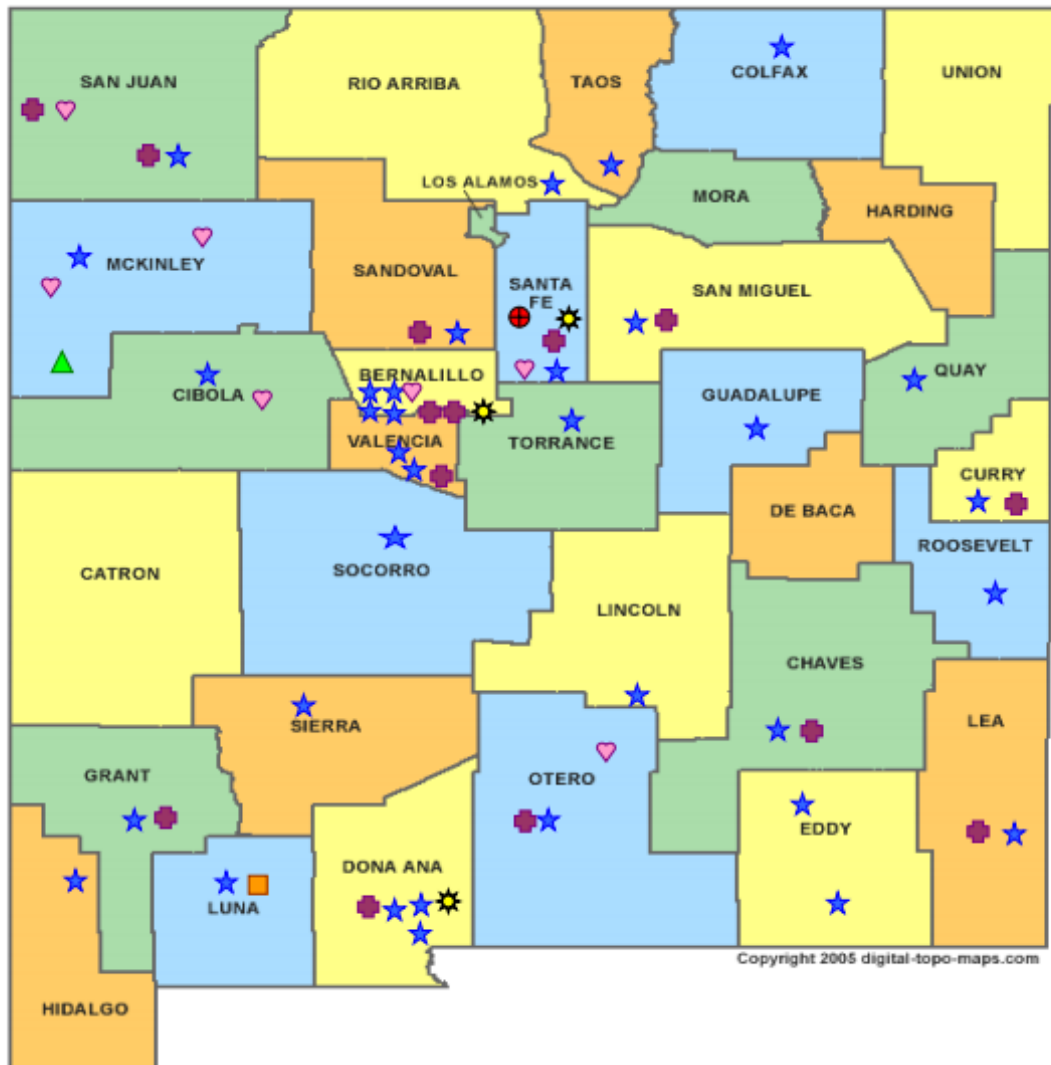 SAN JUAN
RIO ARRIBA
TAOS
COLFAX
UNION
LOS ALAMOS
MORA
HARDING
MCKINLEY
SANDOVAL
SANTA
FE
SAN MIGUEL
CIBOLA
BERNALILLO
QUAY
GUADALUPE
VALENCIA
TORRANCE
CURRY
DE BACA
ROOSEVELT
CATRON
SOCORRO
LINCOLN
CHAVES
SIERRA
LEA
GRANT
OTERO
EDDY
DONA ANA
LUNA
Copyright 2005 digital-topo-maps.com
HIDALGO